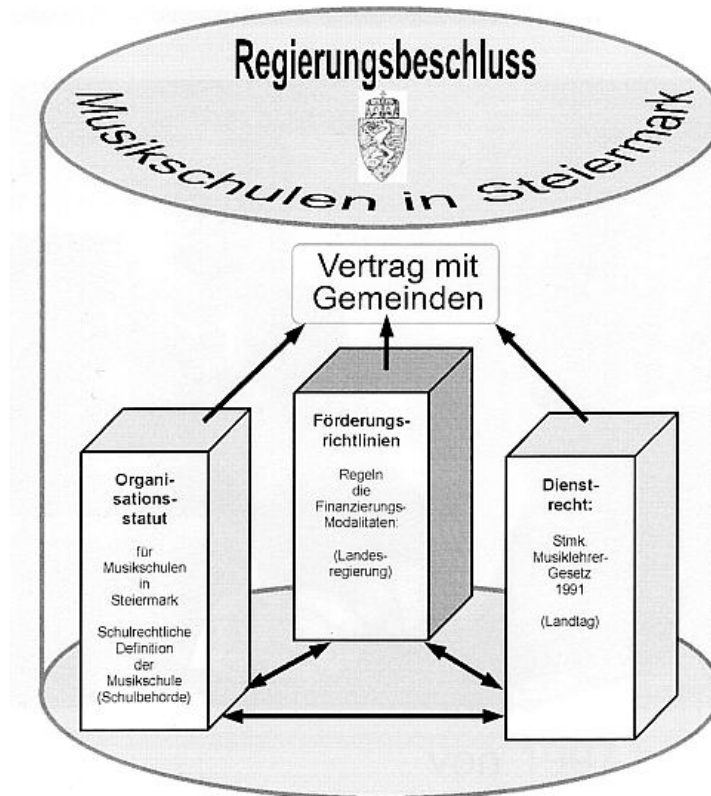 Regierungsbeschluss
Musikschulen in Steiermark
Vertrag mit
Gemeinden
Organi-
sations-
statut
für
Musikschulen
in
Steiermark
Schulrechtliche
Definition
der
Musikschule
(Schulbehörde)
Förderungs-
richtlinien
Regeln
die
Finanzierungs-
Modalitäten:
(Landes-
regierung)
Dienst-
recht:
Stmk.
Musiklehrer-
Gesetz
1991
(Landtag)